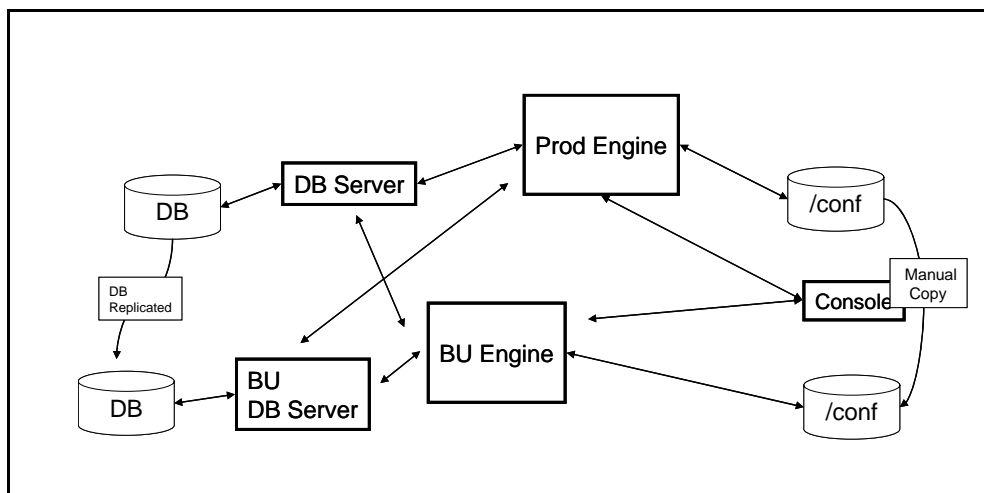 Prod Engine
DB Server
DB
/conf
DB
Replicated
Manual
Copy
Console
BU Engine
BU
DB Server
DB
/conf